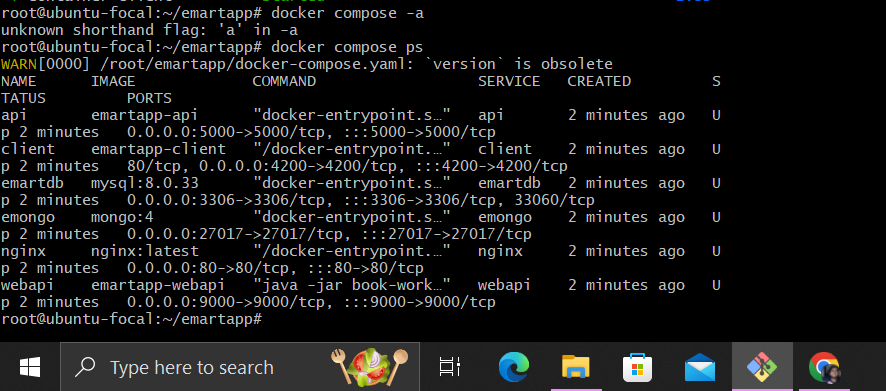 root@ubuntu-focal:~/emartapp# docker compose -a
unknown shorthand flag: 'a' in -a
root@ubuntu-focal:~/emartapp# docker compose ps
WARN[0000] /root/emartapp/docker-compose.yaml: `version` is obsolete
NAME      IMAGE             COMMAND                  SERVICE   CREATED         S
TATUS         PORTS
api       emartapp-api      "docker-entrypoint.s…"   api       2 minutes ago   U
p 2 minutes   0.0.0.0:5000->5000/tcp, :::5000->5000/tcp
client    emartapp-client   "/docker-entrypoint.…"   client    2 minutes ago   U
p 2 minutes   80/tcp, 0.0.0.0:4200->4200/tcp, :::4200->4200/tcp
emartdb   mysql:8.0.33      "docker-entrypoint.s…"   emartdb   2 minutes ago   U
p 2 minutes   0.0.0.0:3306->3306/tcp, :::3306->3306/tcp, 33060/tcp
emongo    mongo:4           "docker-entrypoint.s…"   emongo    2 minutes ago   U
p 2 minutes   0.0.0.0:27017->27017/tcp, :::27017->27017/tcp
nginx     nginx:latest      "/docker-entrypoint.…"   nginx     2 minutes ago   U
p 2 minutes   0.0.0.0:80->80/tcp, :::80->80/tcp
webapi    emartapp-webapi   "java -jar book-work…"   webapi    2 minutes ago   U
p 2 minutes   0.0.0.0:9000->9000/tcp, :::9000->9000/tcp
root@ubuntu-focal:~/emartapp#
Type here to search